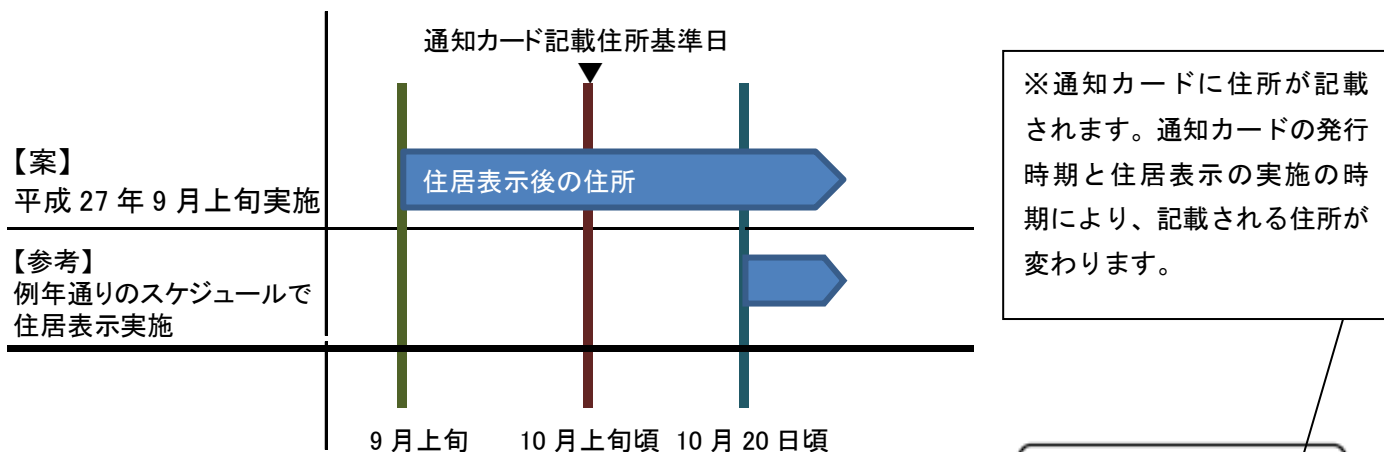 通知カード記載住所基準日
▼
【案】
平成 27 年 9 月上旬実施
住居表示後の住所
【参考】
例年通りのスケジュールで
住居表示実施
9 月上旬
10 月上旬頃
10 月 20 日頃
※通知カードに住所が記載
されます。通知カードの発行
時期と住居表示の実施の時
期により、記載される住所が
変わります。